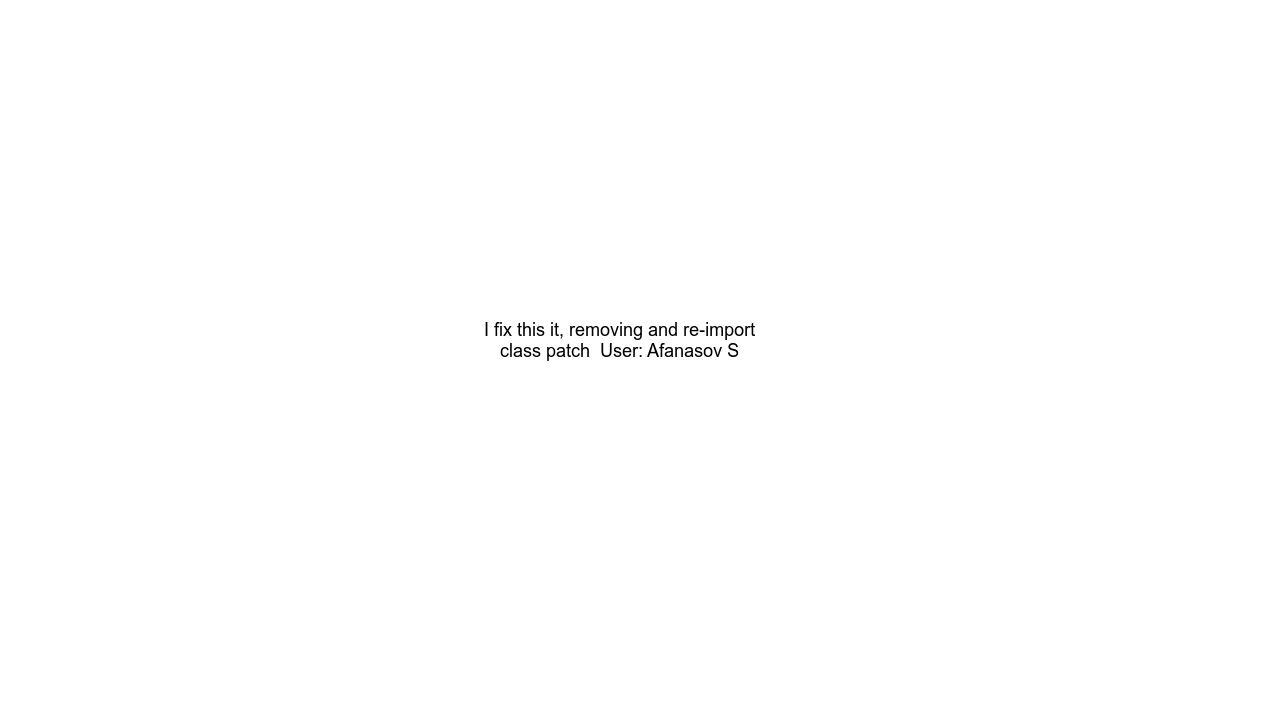 I fix this it, removing and re-import
class patch  User: Afanasov S